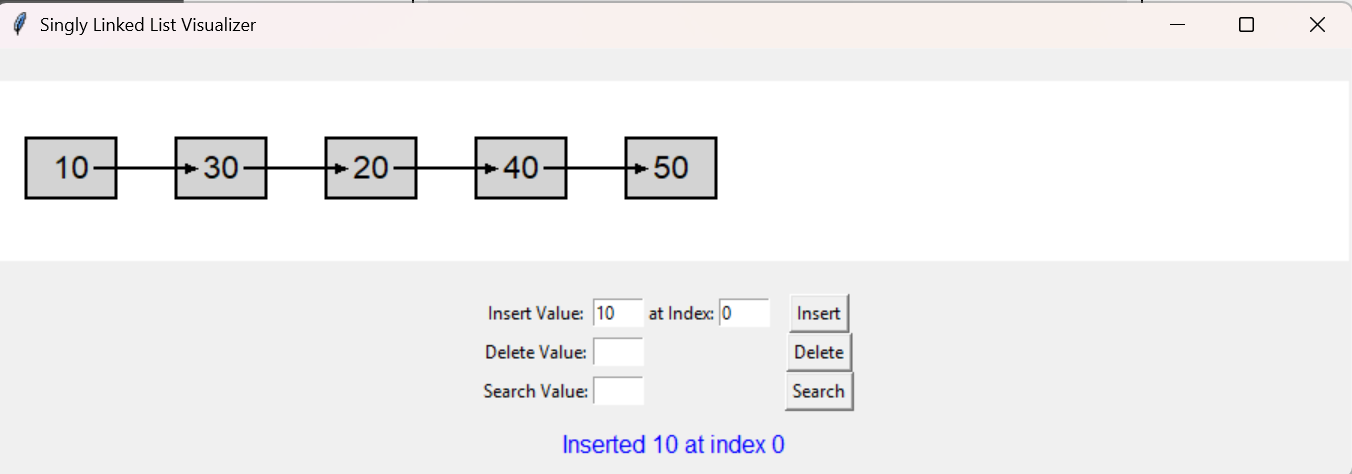 Singly Linked List Visualizer
10 30 20 40 50
Insert Value: 10 at Index: 0 Insert
Delete Value: Delete
Search Value: Search
Inserted 10 at index 0